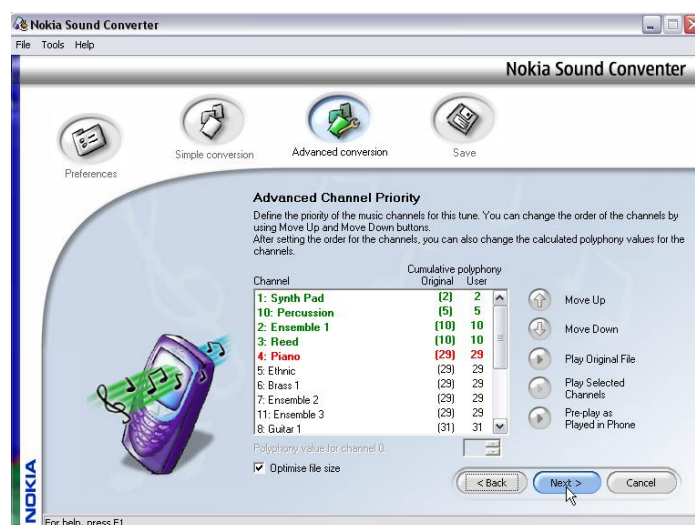 Nokia Sound Converter
File Tools Help
Nokia Sound Conventer
Preferences
Simple conversion
Advanced conversion
Save
Advanced Channel Priority
Define the priority of the music channels for this tune. You can change the order of the channels by
using Move Up and Move Down buttons.
After setting the order for the channels, you can also change the calculated polyphony values for the
channels.
Cumulative polyphony
Channel Original User
1: Synth Pad (2) 2
10: Percussion (5) 5
2: Ensemble 1 (10) 10
3: Reed (10) 10
4: Piano (29) 29
5: Ethnic (29) 29
6: Brass 1 (29) 29
7: Ensemble 2 (29) 29
11: Ensemble 3 (29) 29
8: Guitar 1 (31) 31
Move Up
Move Down
Play Original File
Play Selected
Channels
Pre-play as
Played in Phone
Polyphony value for channel 0:
Optimise file size
< Back
Next >
Cancel
NOKIA
For help, press F1